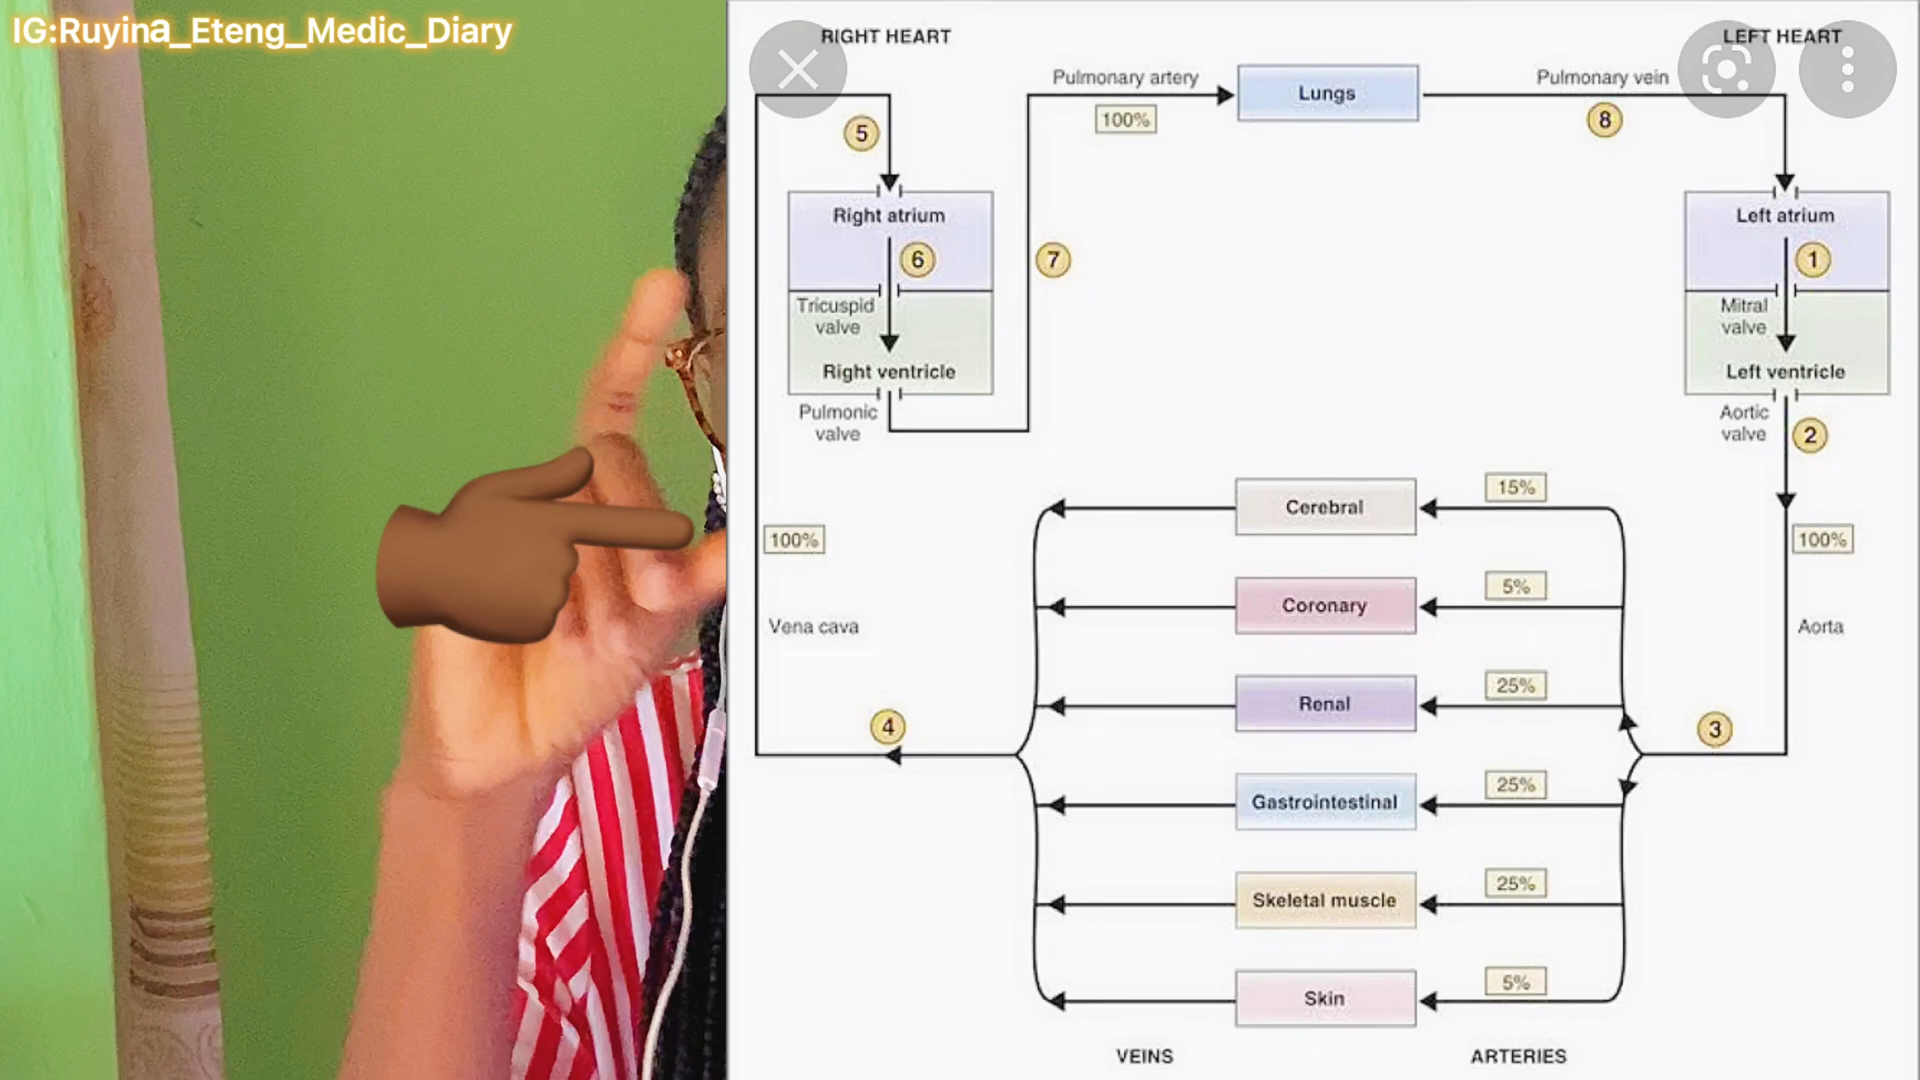 IG:Ruyina_Eteng_Medic_Diary
RIGHT HEART
LEFT HEART
Pulmonary artery
100%
Lungs
Pulmonary vein
8
5
Right atrium
6
Tricuspid
valve
Right ventricle
Pulmonic
valve
7
Left atrium
1
Mitral
valve
Left ventricle
Aortic
valve
2
100%
Vena cava
4
100%
Aorta
3
Cerebral
15%
Coronary
5%
Renal
25%
Gastrointestinal
25%
Skeletal muscle
25%
Skin
5%
VEINS
ARTERIES